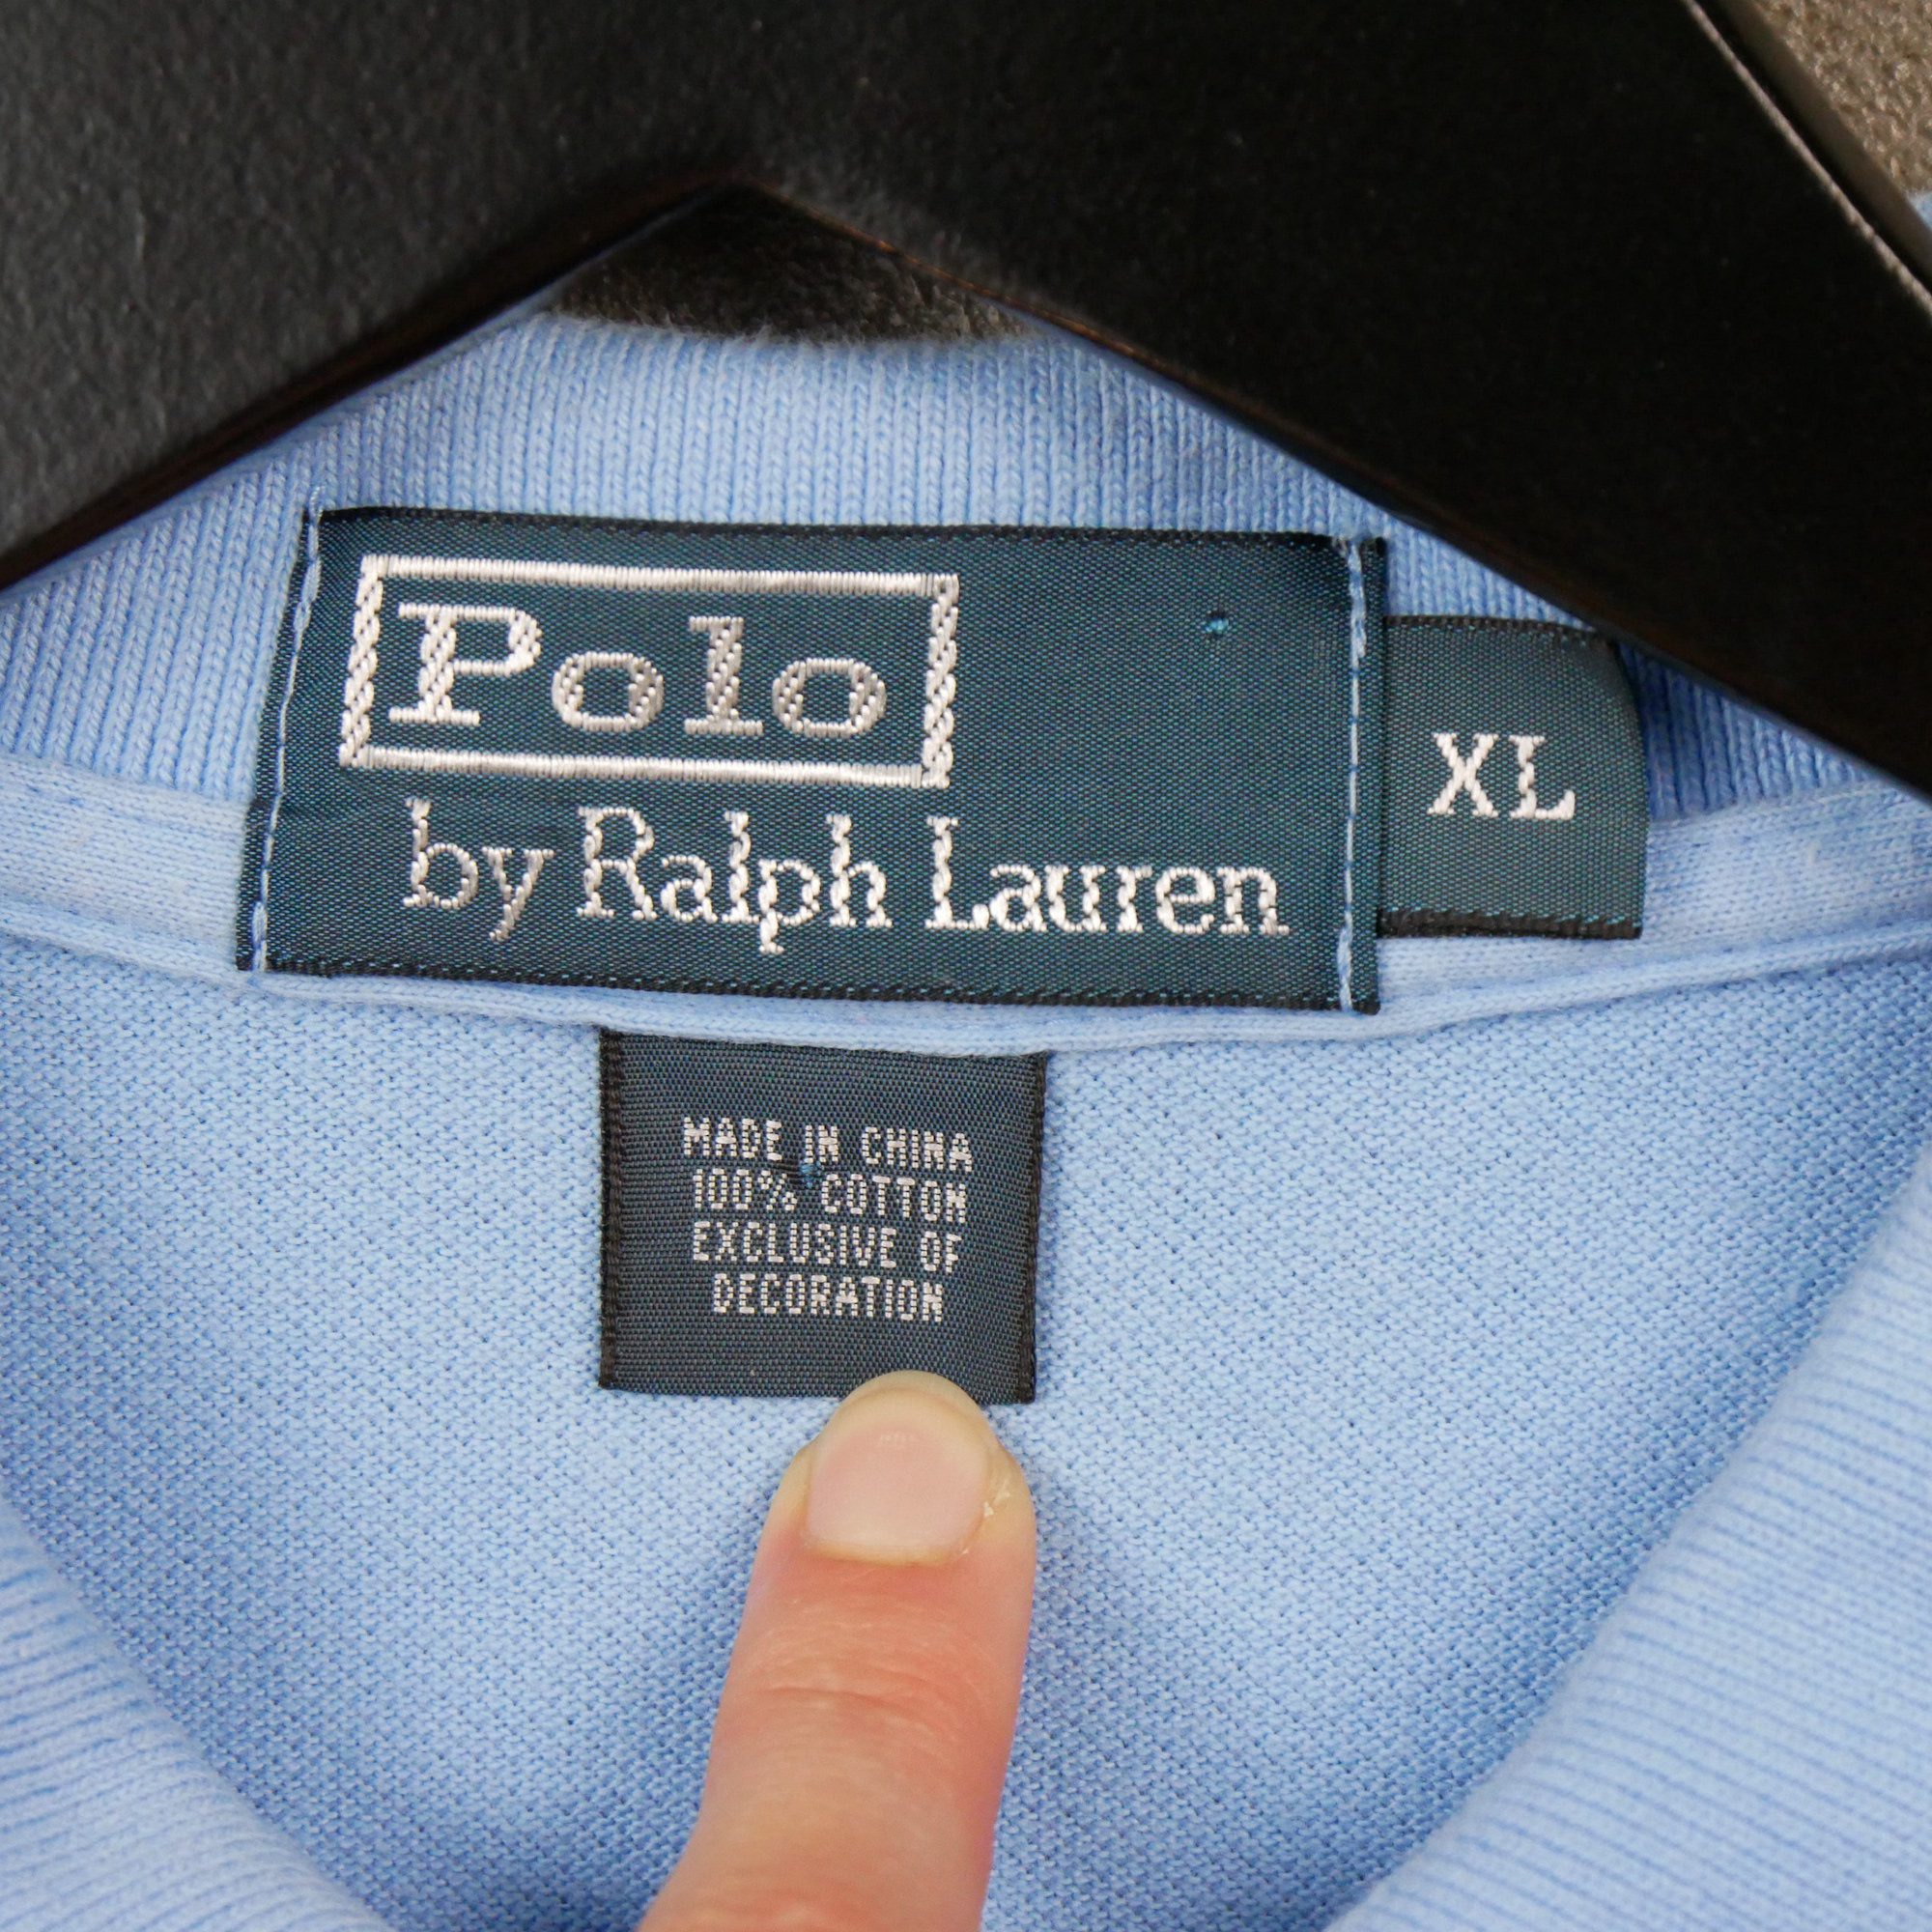 Polo
by Ralph Lauren
XL
MADE IN CHINA
100% COTTON
EXCLUSIVE OF
DECORATION